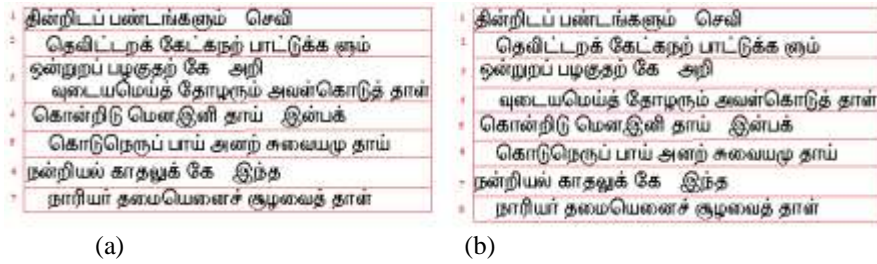 தின்றிடப் பண்டங்களும் செவி
தெவிட்டறக் கேட்கநற் பாட்டுக்க ளும்
ஒன்றுறப் பழகுதற் கே அறி
வுடையமெய்த் தோழரும் அவள்கொடுத் தாள்
கொன்றிடு மெனஇனி தாய் இன்பக்
கொடுநெருப் பாய் அனற் சுவையமு தாய்
நன்றியல் காதலுக் கே இந்த
நாரியர் தமையெனைச் சூழவைத் தாள்
(a)
தின்றிடப் பண்டங்களும் செவி
தெவிட்டறக் கேட்கநற் பாட்டுக்க ளும்
ஒன்றுறப் பழகுதற் கே அறி
வுடையமெய்த் தோழரும் அவள்கொடுத் தாள்
கொன்றிடு மெனஇனி தாய் இன்பக்
கொடுநெருப் பாய் அனற் சுவையமு தாய்
நன்றியல் காதலுக் கே இந்த
நாரியர் தமையெனைச் சூழவைத் தாள்
(b)